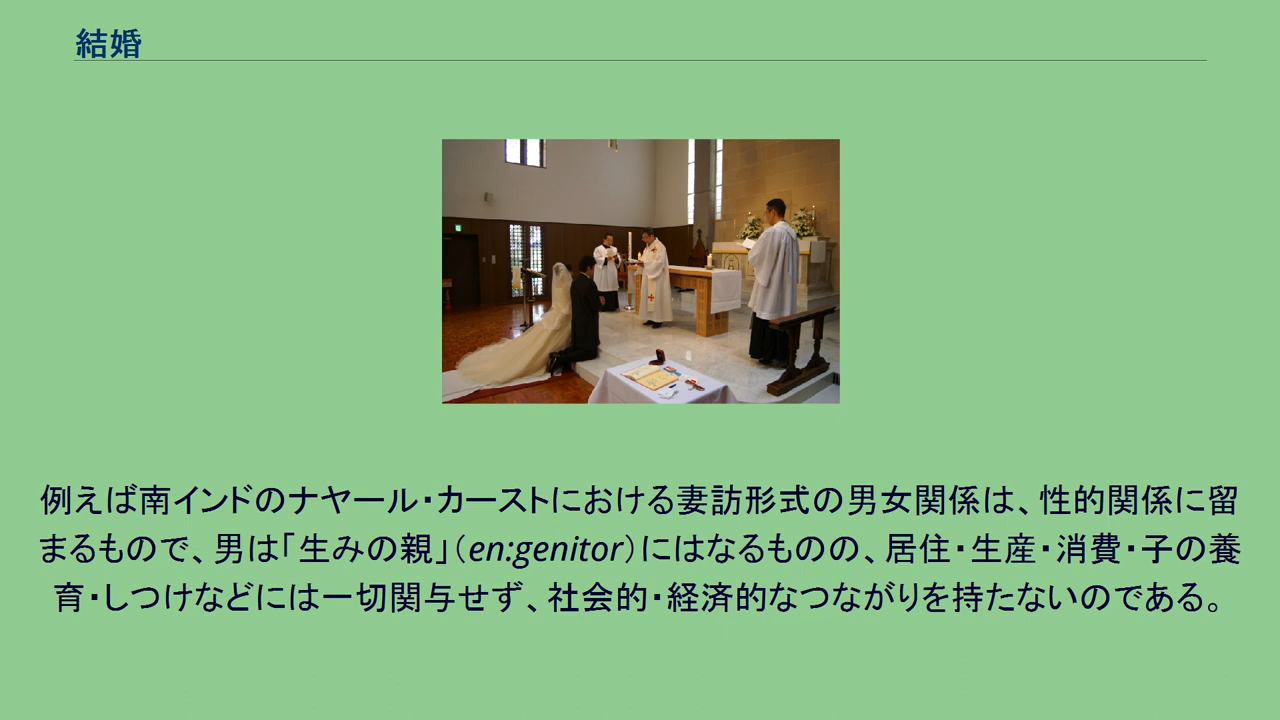 結婚
例えば南インドのナヤール・カーストにおける妻訪形式の男女関係は、性的関係に留
まるもので、男は「生みの親」（en:genitor）にはなるものの、居住・生産・消費・子の養
育・しつけなどには一切関与せず、社会的・経済的なつながりを持たないのである。